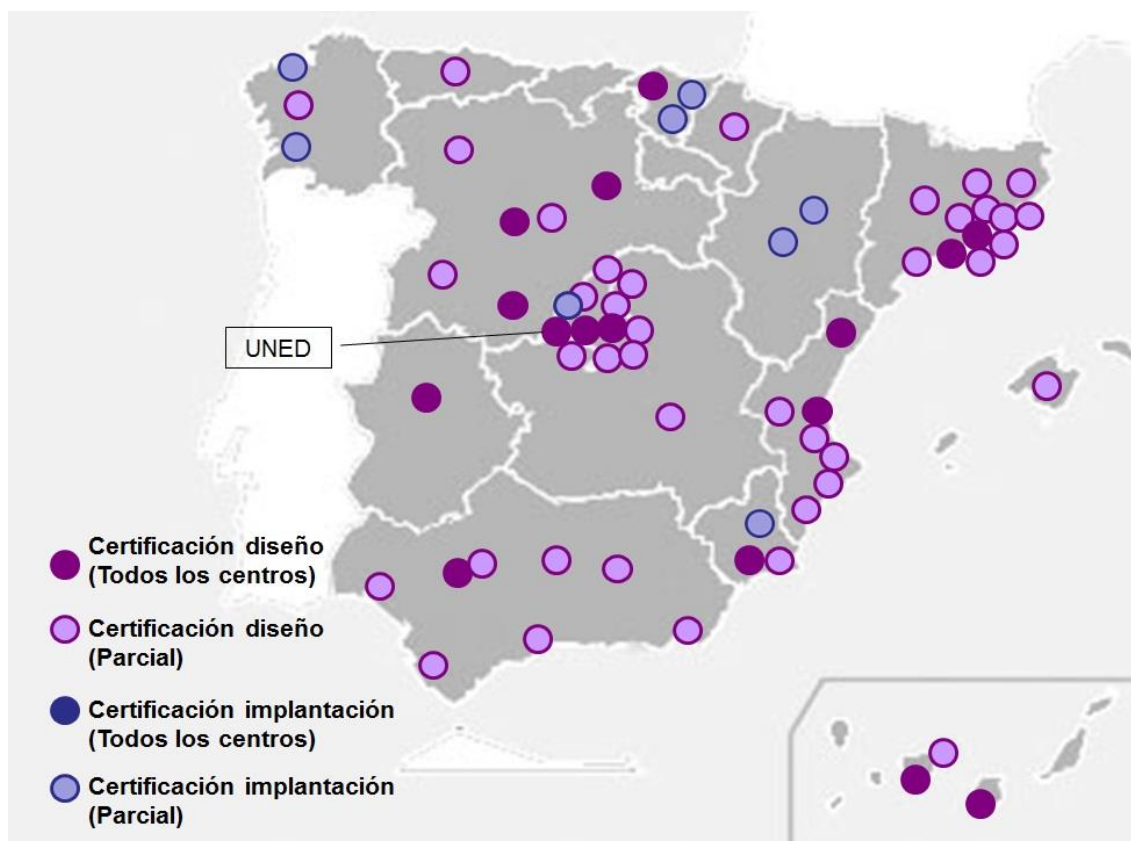 UNED
Certificación diseño
(Todos los centros)
Certificación diseño
(Parcial)
Certificación implantación
(Todos los centros)
Certificación implantación
(Parcial)